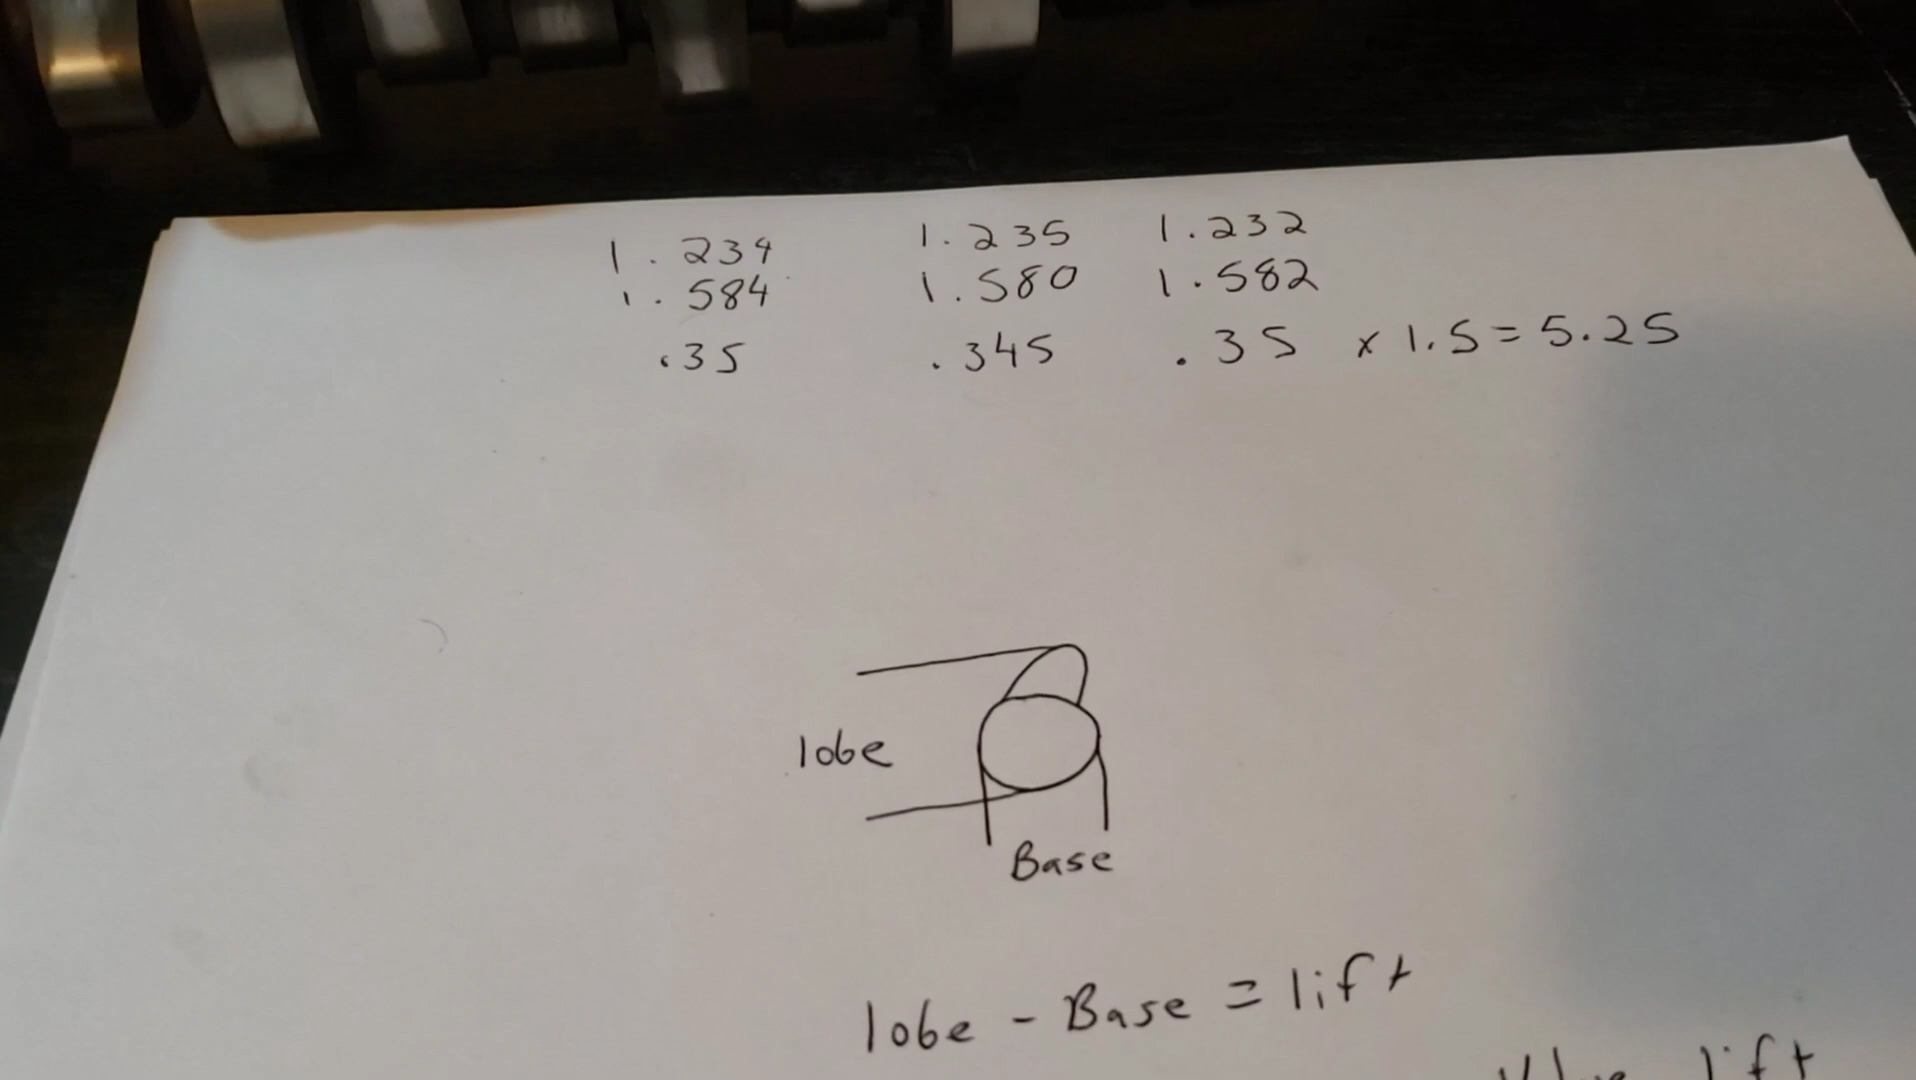 1.234 1.235 1.232
1.584 1.580 1.582
.35 .345 .35 x 1.5 = 5.25
lobe
Base
lobe - Base = lift
lift